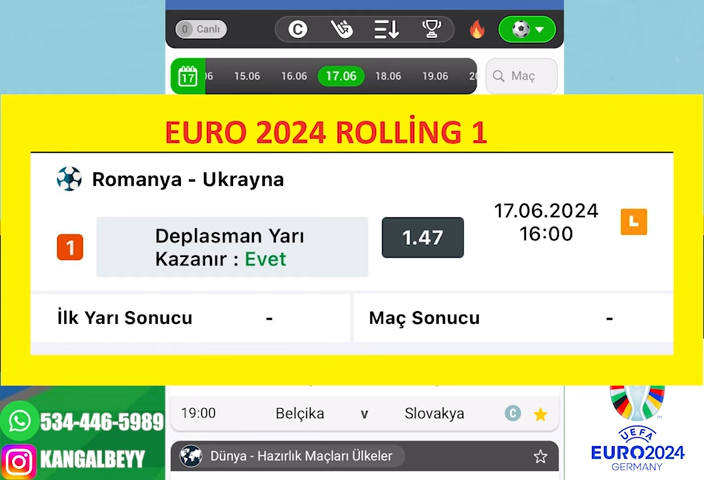 0 Canlı
C
17 06 15.06 16.06 17.06 18.06 19.06 Maç
EURO 2024 ROLLİNG 1
Romanya - Ukrayna
1
Deplasman Yarı
Kazanır : Evet
1.47
17.06.2024
16:00
L
İlk Yarı Sonucu -
Maç Sonucu -
19:00 Belçika v Slovakya C
Dünya - Hazırlık Maçları Ülkeler
534-446-5989
KANGALBEYY
UEFA
EURO2024
GERMANY